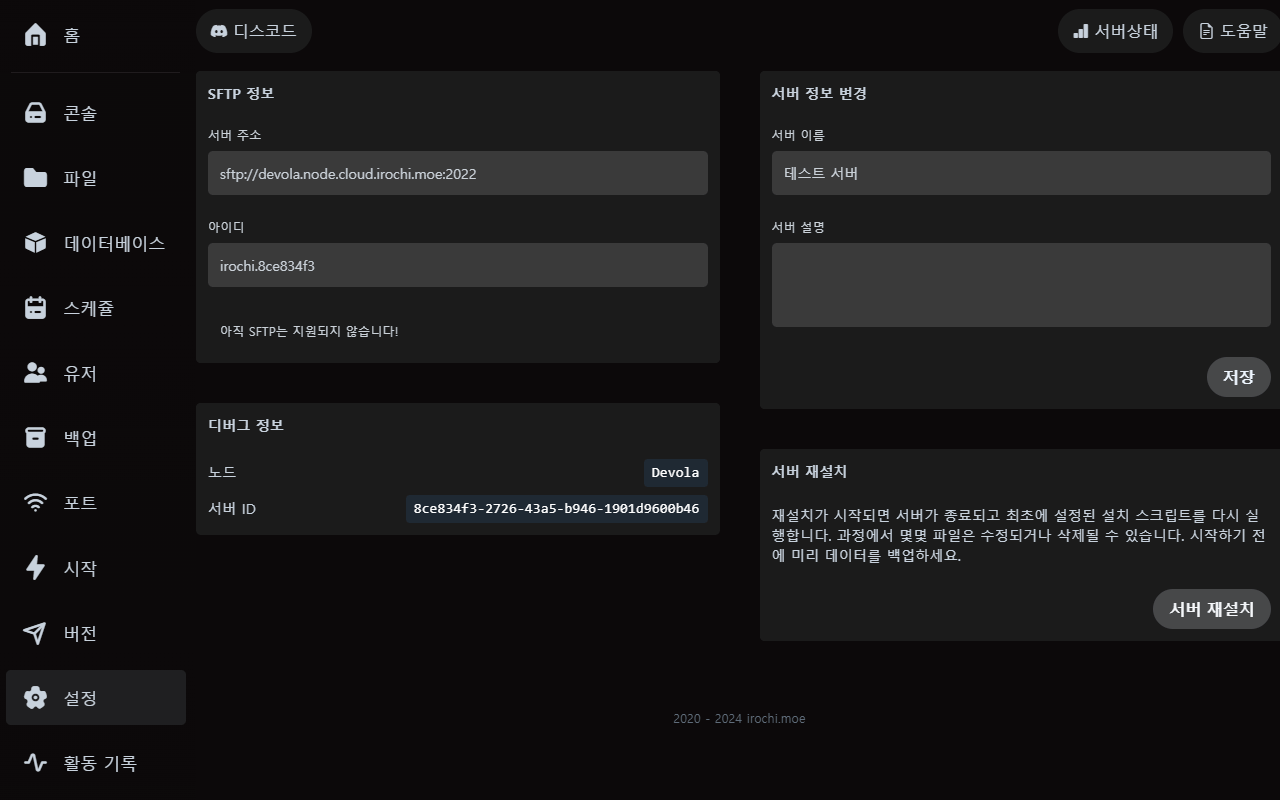 홈
콘솔
파일
데이터베이스
스케쥴
유저
백업
포트
시작
버전
설정
활동 기록
디스코드
서버상태
도움말
SFTP 정보
서버 주소
sftp://devola.node.cloud.irochi.moe:2022
아이디
irochi.8ce834f3
아직 SFTP는 지원되지 않습니다!
디버그 정보
노드 Devola
서버 ID 8ce834f3-2726-43a5-b946-1901d9600b46
서버 정보 변경
서버 이름
테스트 서버
서버 설명
저장
서버 재설치
재설치가 시작되면 서버가 종료되고 최초에 설정된 설치 스크립트를 다시 실
행합니다. 과정에서 몇몇 파일은 수정되거나 삭제될 수 있습니다. 시작하기 전
에 미리 데이터를 백업하세요.
서버 재설치
2020 - 2024 irochi.moe